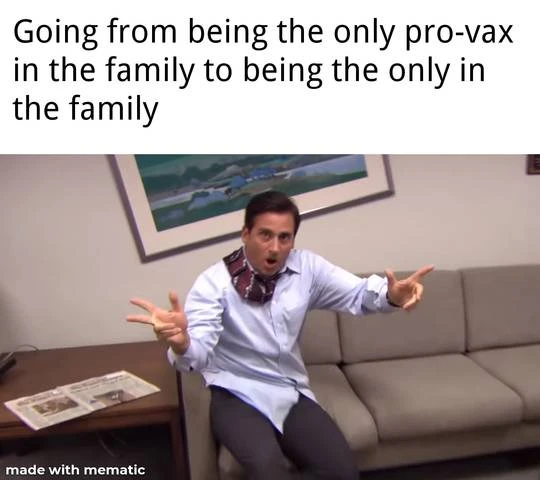 Going from being the only pro-vax
in the family to being the only in
the family
made with mematic